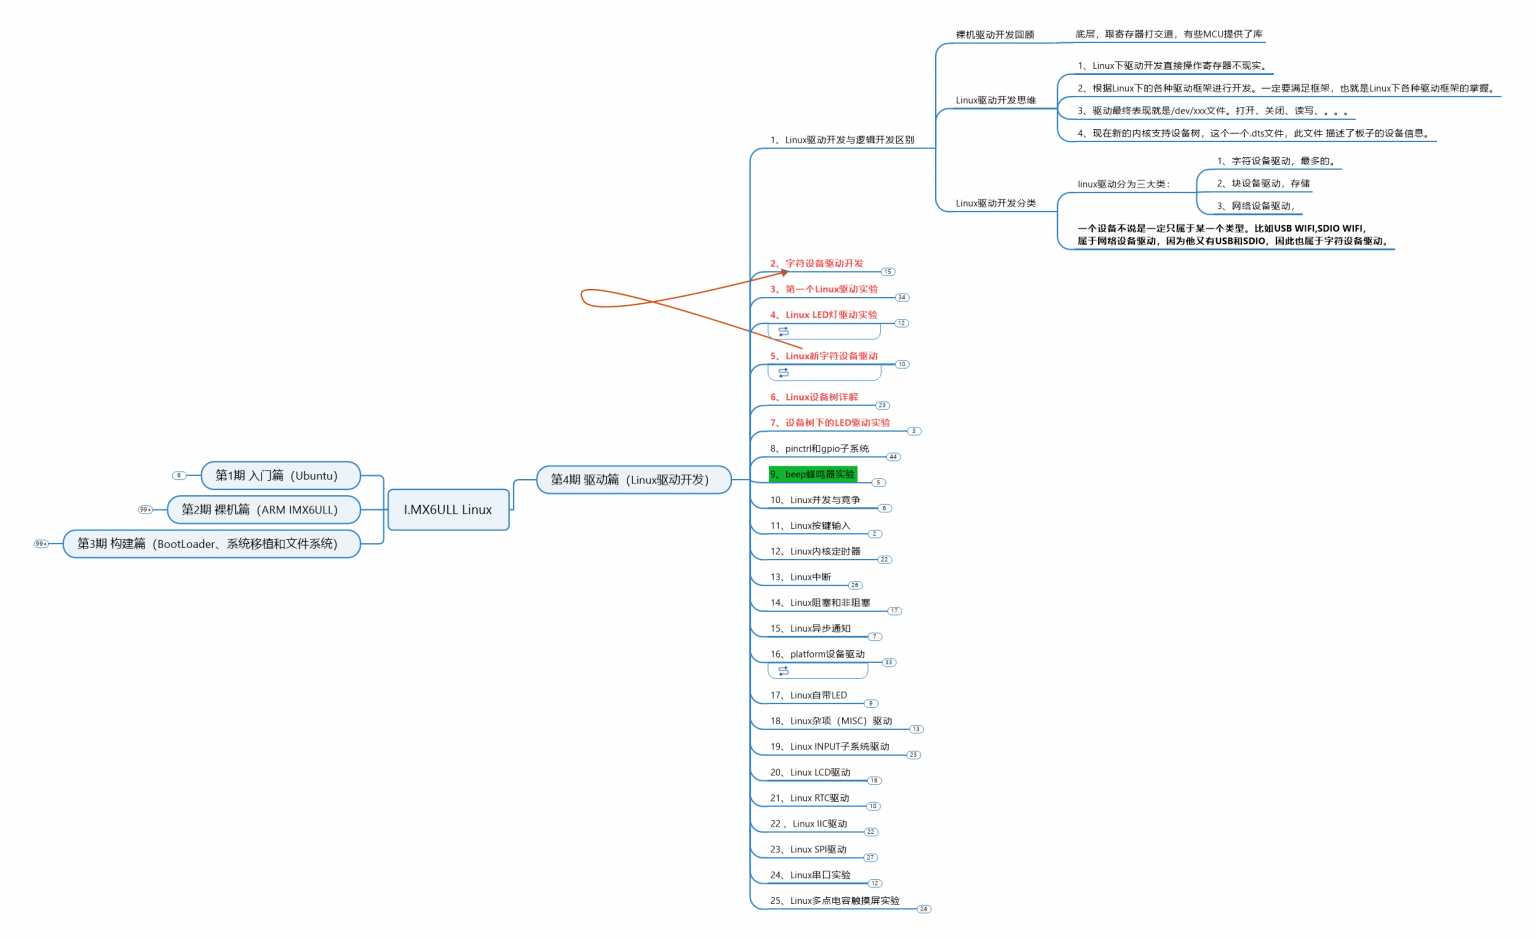 I.MX6ULL Linux
第1期 入门篇（Ubuntu）
6
第2期 裸机篇（ARM IMX6ULL）
99+
第3期 构建篇（BootLoader、系统移植和文件系统）
99+
第4期 驱动篇（Linux驱动开发）
1、Linux驱动开发与逻辑开发区别
裸机驱动开发回顾
底层，跟寄存器打交道，有些MCU提供了库
Linux驱动开发思维
1、Linux下驱动开发直接操作寄存器不现实。
2、根据Linux下的各种驱动框架进行开发。一定要满足框架，也就是Linux下各种驱动框架的掌握。
3、驱动最终表现就是/dev/xxx文件。打开、关闭、读写、。。。
4、现在新的内核支持设备树，这个一个.dts文件，此文件 描述了板子的设备信息。
Linux驱动开发分类
linux驱动分为三大类：
1、字符设备驱动，最多的。
2、块设备驱动，存储
3、网络设备驱动，
一个设备不说是一定只属于某一个类型。比如USB WIFI,SDIO WIFI,
属于网络设备驱动，因为他又有USB和SDIO，因此也属于字符设备驱动。
2、字符设备驱动开发
15
3、第一个Linux驱动实验
34
4、Linux LED灯驱动实验
12
5、Linux新字符设备驱动
10
6、Linux设备树详解
23
7、设备树下的LED驱动实验
3
8、pinctrl和gpio子系统
44
9、beep蜂鸣器实验
5
10、Linux并发与竞争
6
11、Linux按键输入
2
12、Linux内核定时器
22
13、Linux中断
26
14、Linux阻塞和非阻塞
17
15、Linux异步通知
7
16、platform设备驱动
33
17、Linux自带LED
9
18、Linux杂项（MISC）驱动
13
19、Linux INPUT子系统驱动
23
20、Linux LCD驱动
16
21、Linux RTC驱动
10
22 、Linux IIC驱动
22
23、Linux SPI驱动
27
24、Linux串口实验
12
25、Linux多点电容触摸屏实验
24